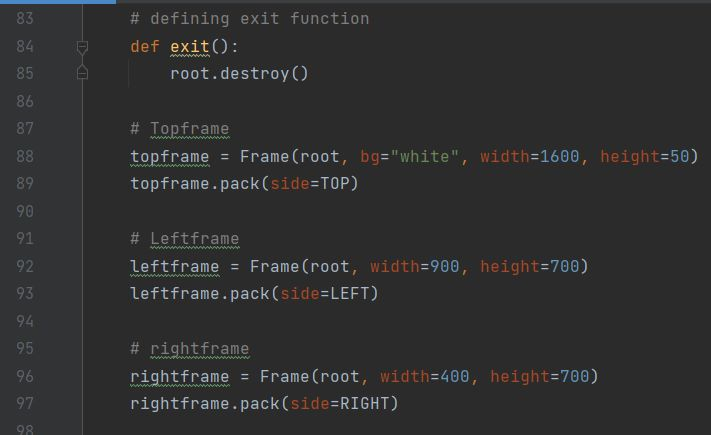 83 # defining exit function
84 def exit():
85     root.destroy()
86
87 # Topframe
88 topframe = Frame(root, bg="white", width=1600, height=50)
89 topframe.pack(side=TOP)
90
91 # Leftframe
92 leftframe = Frame(root, width=900, height=700)
93 leftframe.pack(side=LEFT)
94
95 # rightframe
96 rightframe = Frame(root, width=400, height=700)
97 rightframe.pack(side=RIGHT)
98